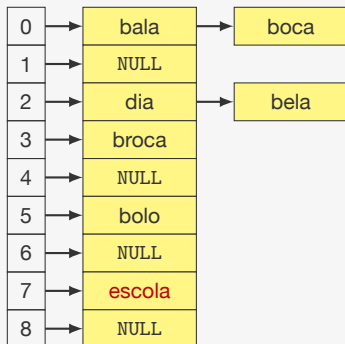 0 bala boca
1 NULL
2 dia bela
3 broca
4 NULL
5 bolo
6 NULL
7 escola
8 NULL